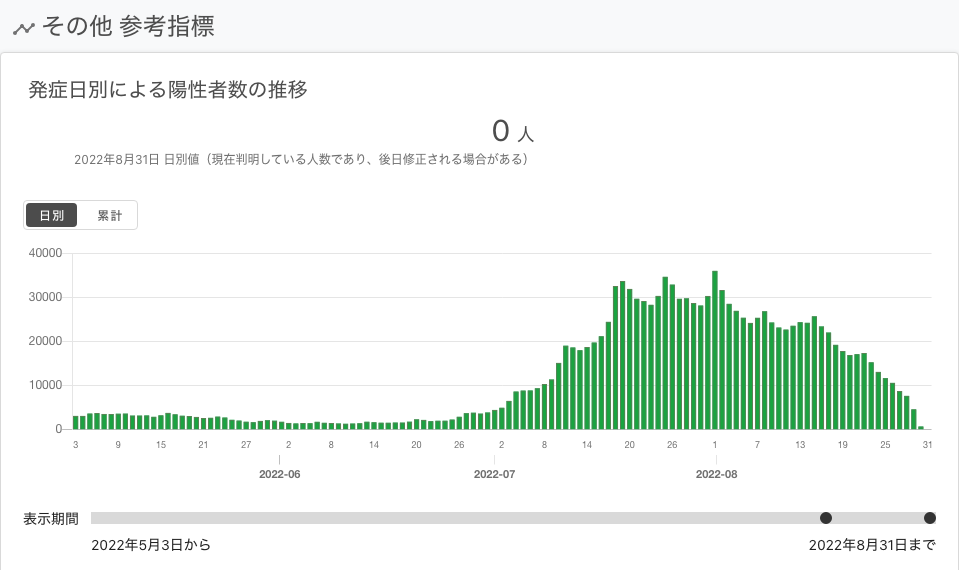 その他 参考指標
発症日別による陽性者数の推移
0 人
2022年8月31日 日別値（現在判明している人数であり、後日修正される場合がある）
日別 累計
40000
30000
20000
10000
0
3 9 15 21 27 2 8 14 20 26 2 8 14 20 26 1 7 13 19 25 31
2022-06 2022-07 2022-08
表示期間
2022年5月3日から 2022年8月31日まで